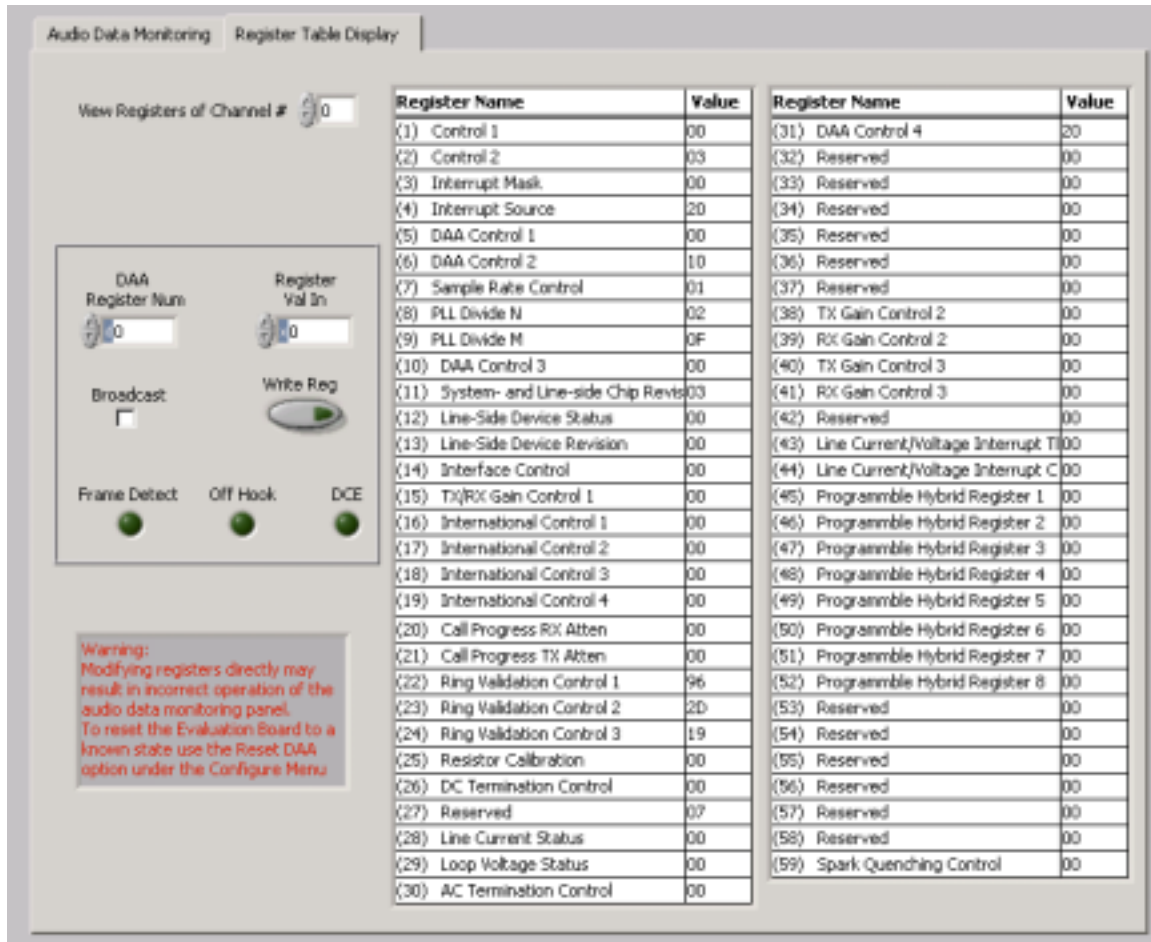 Audio Data Monitoring Register Table Display
View Registers of Channel # 0
DAA Register Num
Register Val In
0
0
Broadcast
Write Reg
Frame Detect Off Hook DCE
Warning:
Modifying registers directly may
result in incorrect operation of the
audio data monitoring panel.
To reset the Evaluation Board to a
known state use the Reset DAA
option under the Configure Menu
Register Name Value
(1) Control 1 00
(2) Control 2 03
(3) Interrupt Mask 00
(4) Interrupt Source
(5) DAA Control 1 00
(6) DAA Control 2 10
(7) Sample Rate Control 01
(8) PLL Divide N 02
(9) PLL Divide M 0F
(10) DAA Control 3 00
(11) System- and Line-side Chip Revis 03
(12) Line-Side Device Status 00
(13) Line-Side Device Revision 00
(14) Interface Control 00
(15) TX/RX Gain Control 1 00
(16) International Control 1 00
(17) International Control 2 00
(18) International Control 3 00
(19) International Control 4 00
(20) Call Progress RX Atten 00
(21) Call Progress TX Atten 00
(22) Ring Validation Control 1 96
(23) Ring Validation Control 2 2D
(24) Ring Validation Control 3 19
(25) Resistor Calibration 00
(26) DC Termination Control 00
(27) Reserved 07
(28) Line Current Status 00
(29) Loop Voltage Status 00
(30) AC Termination Control 00
Register Name Value
(31) DAA Control 4 20
(32) Reserved 00
(33) Reserved 00
(34) Reserved 00
(35) Reserved 00
(36) Reserved 00
(37) Reserved 00
(38) TX Gain Control 2 00
(39) RX Gain Control 2 00
(40) TX Gain Control 3 00
(41) RX Gain Control 3 00
(42) Reserved 00
(43) Line Current/Voltage Interrupt 00
(44) Line Current/Voltage Interrupt C 00
(45) Programmble Hybrid Register 1 00
(46) Programmble Hybrid Register 2 00
(47) Programmble Hybrid Register 3 00
(48) Programmble Hybrid Register 4 00
(49) Programmble Hybrid Register 5 00
(50) Programmble Hybrid Register 6 00
(51) Programmble Hybrid Register 7 00
(52) Programmble Hybrid Register 8 00
(53) Reserved 00
(54) Reserved 00
(55) Reserved 00
(56) Reserved 00
(57) Reserved 00
(58) Reserved 00
(59) Spark Quenching Control 00